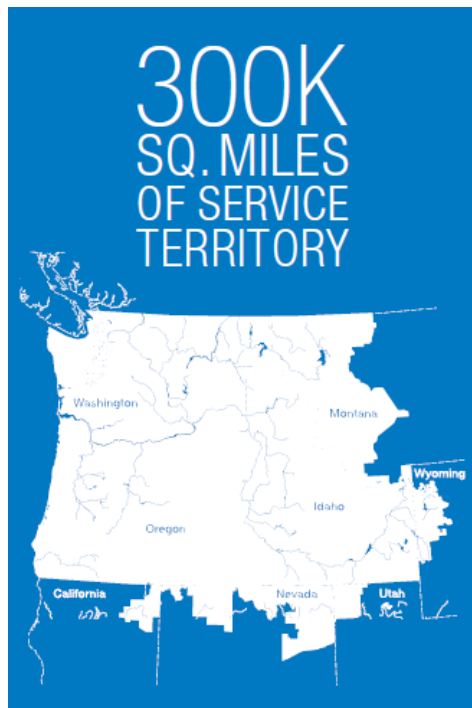 300K
SQ. MILES
OF SERVICE
TERRITORY
Washington
Montana
Wyoming
Idaho
Oregon
California
Nevada
Utah